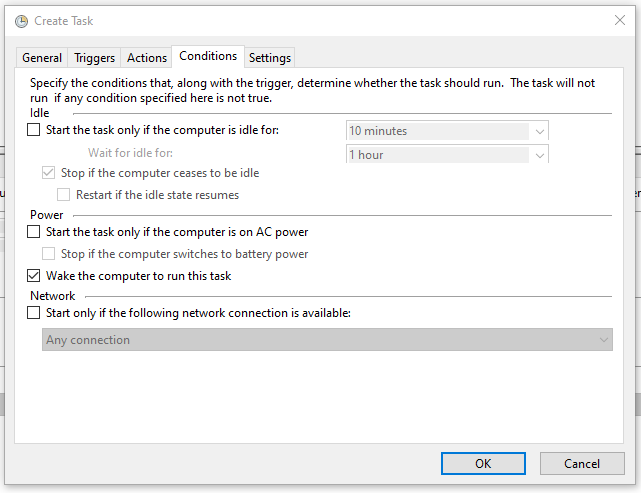 Create Task
General Triggers Actions Conditions Settings
Specify the conditions that, along with the trigger, determine whether the task should run. The task will not
run if any condition specified here is not true.
Idle
Start the task only if the computer is idle for: 10 minutes
Wait for idle for: 1 hour
Stop if the computer ceases to be idle
Restart if the idle state resumes
Power
Start the task only if the computer is on AC power
Stop if the computer switches to battery power
Wake the computer to run this task
Network
Start only if the following network connection is available:
Any connection
OK Cancel